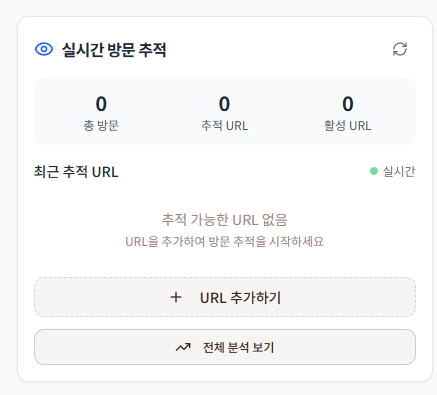 실시간 방문 추적
0 0 0
총 방문 추적 URL 활성 URL
최근 추적 URL 실시간
추적 가능한 URL 없음
URL을 추가하여 방문 추적을 시작하세요
+ URL 추가하기
전체 분석 보기